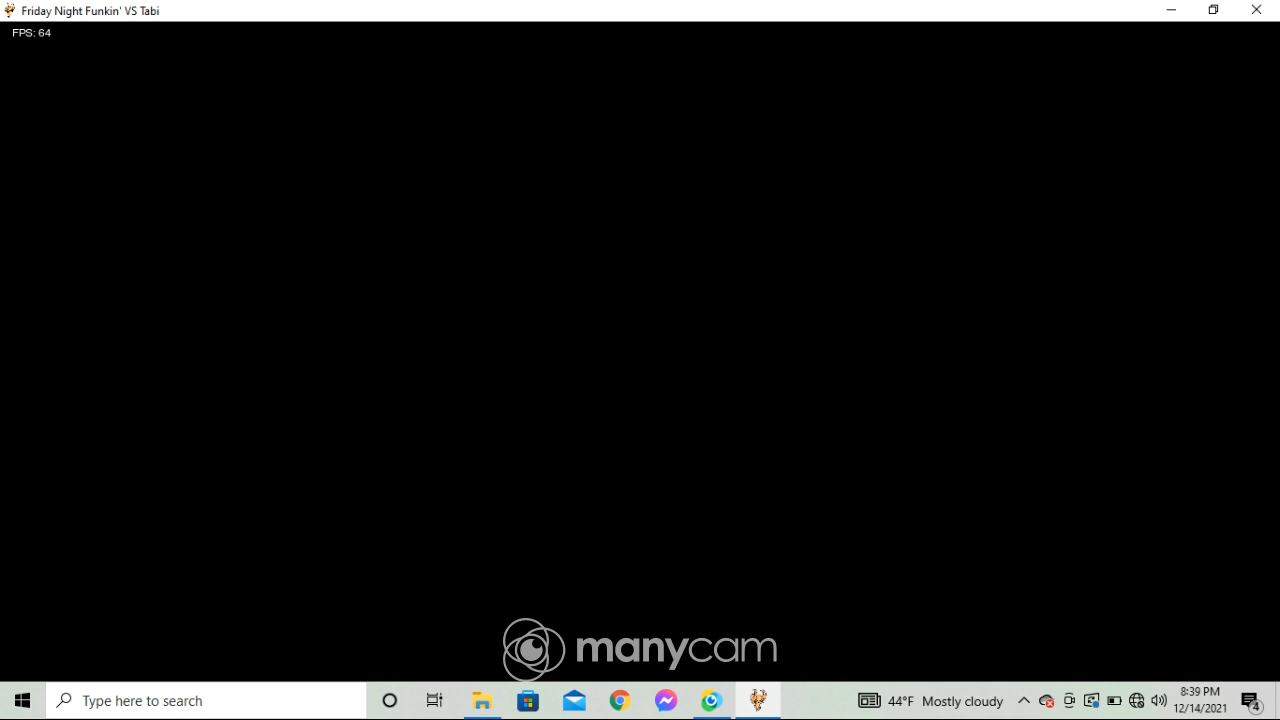 Friday Night Funkin' VS Tabi
FPS: 64
manycam
Type here to search
44°F Mostly cloudy
8:39 PM
12/14/2021
4